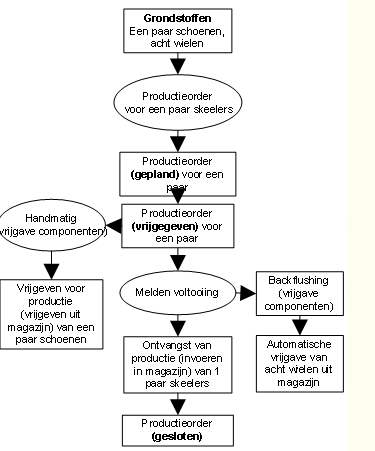 Grondstoffen
Een paar schoenen,
acht wielen
Productieorder
voor een paar skeelers
Productieorder
(gepland) voor een
paar
Productieorder
(vrijgegeven) voor
een paar
Handmatig
vrijgave componenten)
Vrijgeven voor
productie
(vrijgeven uit
magazijn) van een
paar schoenen
Melden voltooiing
Backflushing
(vrijgave
componenten)
Automatische
vrijgave van
acht wielen uit
magazijn
Ontvangst van
productie (invoeren
in magazijn) van 1
paar skeelers
Productieorder
(gesloten)